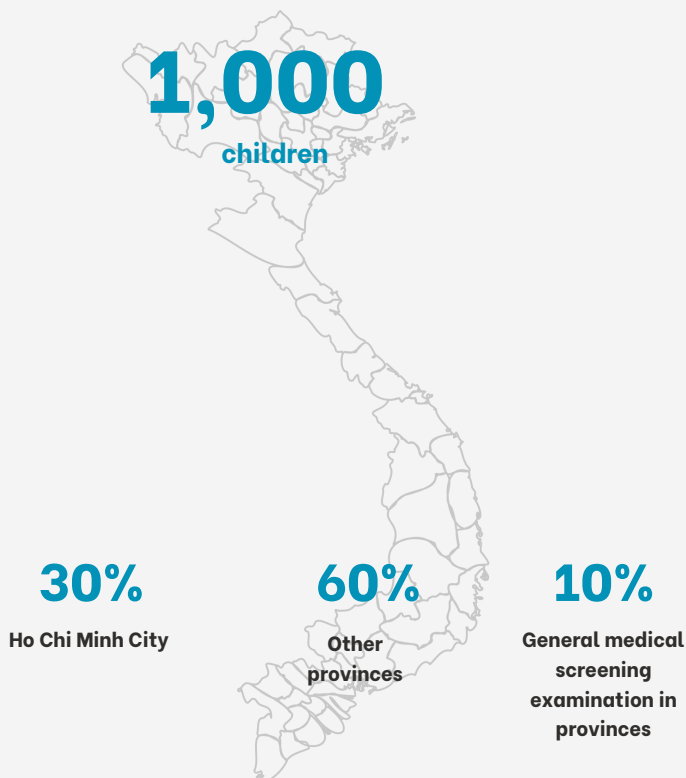 1,000
children
30%
Ho Chi Minh City
60%
Other
provinces
10%
General medical
screening
examination in
provinces